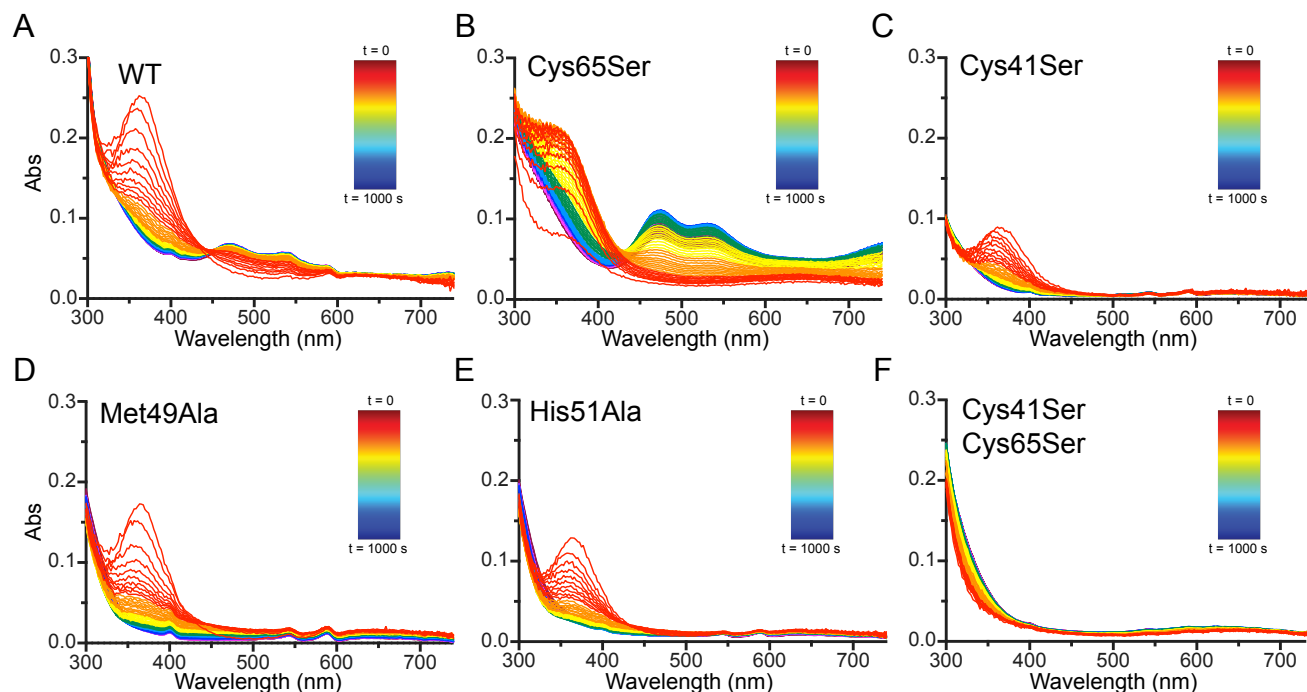 A
B
C
WT
Cys65Ser
Cys41Ser
t = 0
t = 0
t = 0
t = 1000 s
t = 1000 s
t = 1000 s
Abs
0.3
0.2
0.1
0.0
0.3
0.2
0.1
0.0
0.3
0.2
0.1
0.0
300 400 500 600 700
300 400 500 600 700
300 400 500 600 700
Wavelength (nm)
Wavelength (nm)
Wavelength (nm)
D
E
F
Met49Ala
His51Ala
Cys41Ser
Cys65Ser
t = 0
t = 0
t = 0
t = 1000 s
t = 1000 s
t = 1000 s
Abs
0.3
0.2
0.1
0.0
0.3
0.2
0.1
0.0
0.3
0.2
0.1
0.0
300 400 500 600 700
300 400 500 600 700
300 400 500 600 700
Wavelength (nm)
Wavelength (nm)
Wavelength (nm)